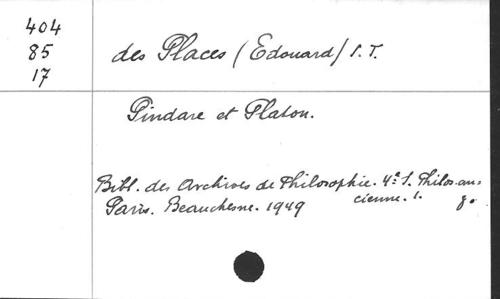 404
85
17
des Places (Edouard) S.T.
Pindare et Platon.
Bibl. des Archives de Philosophie. 4e S. Philos. an-
cienne. 1.
Paris. Beauchesne. 1949
8o.